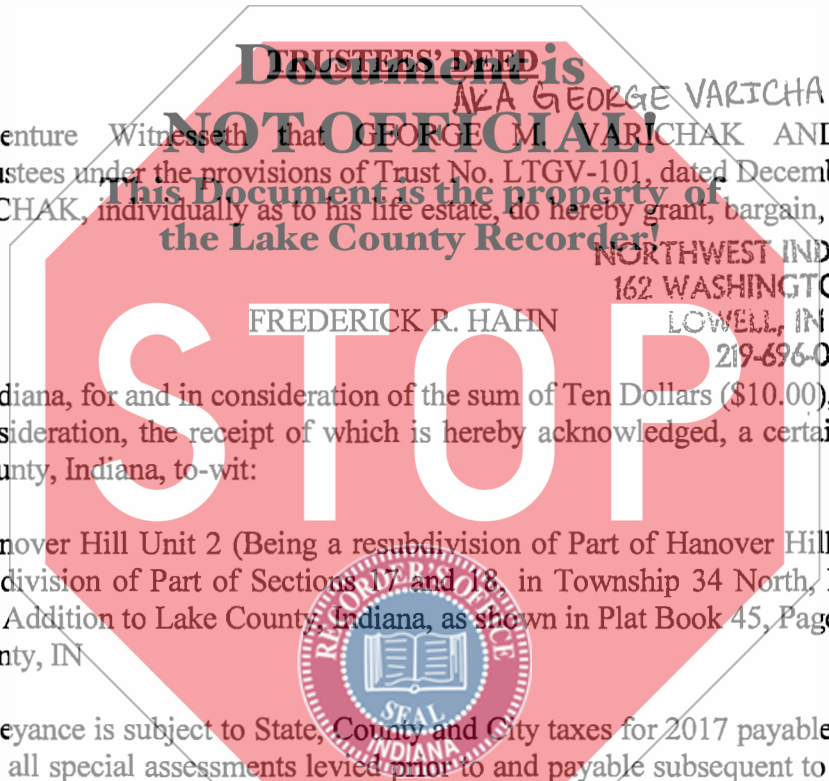 TRUSTEES' DEED
Document is
AKA GEORGE VARICHA
NOT OFFICIAL!
enture Witnesseth that GEORGE M. VARICHAK AND
ustees under the provisions of Trust No. LTGV-101, dated Decemb
This Document is the property of
CHAK, individually as to his life estate, do hereby grant, bargain,
the Lake County Recorder!
NORTHWEST IND
162 WASHINGTO
FREDERICK R. HAHN
LOWELL, IN
219-696-0
STOP
diana, for and in consideration of the sum of Ten Dollars ($10.00),
sideration, the receipt of which is hereby acknowledged, a certai
unty, Indiana, to-wit:
nover Hill Unit 2 (Being a resubdivision of Part of Hanover Hill
division of Part of Sections 17 and 18, in Township 34 North,
Addition to Lake County, Indiana, as shown in Plat Book 45, Page
nty, IN
RECORDER'S OFFICE
SEAL
INDIANA
eyance is subject to State, County and City taxes for 2017 payable
all special assessments levied prior to and payable subsequent to